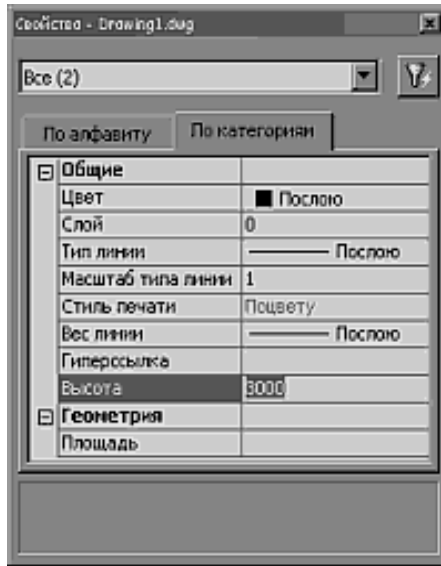 Свойства - Drawing1.dwg
Все (2)
По алфавиту По категориям
Общие
Цвет Послою
Слой 0
Тип линии Послою
Масштаб типа линии 1
Стиль печати Поцвету
Вес линии Послою
Гиперссылка
Высота 3000
Геометрия
Площадь